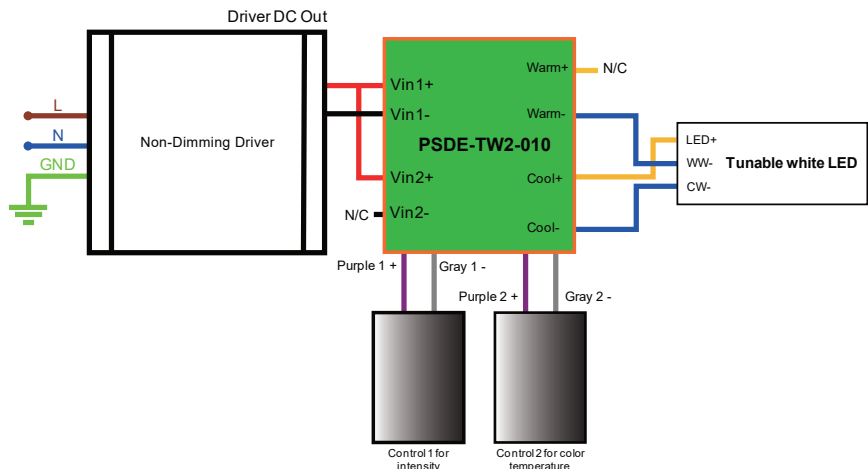 Driver DC Out
L
N
GND
Non-Dimming Driver
Vin1+
Vin1-
Vin2+
Vin2-
N/C
PSDE-TW2-010
Warm+
Warm-
Cool+
Cool-
N/C
LED+
WW-
CW-
Tunable white LED
Purple 1 +
Gray 1 -
Purple 2 +
Gray 2 -
Control 1 for
intensity
Control 2 for color
temperature